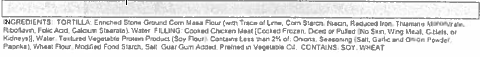 INGREDIENTS: TORTILLA: Enriched Stone Ground Corn Masa Flour (with Trace of Lime, Corn Starch, Niacin, Reduced Iron, Thiamine Mononitrate,
Riboflavin, Folic Acid, Calcium Stearate), Water. FILLING: Cooked Chicken Meat [Cooked, Frozen, Diced or Pulled (No Skin, Wing Meat, Giblets, or
Kidneys)], Water, Textured Vegetable Protein Product (Soy Flour). Contains Less than 2% of: Onions, Seasoning (Salt, Garlic and Onion Powder,
Paprika), Wheat Flour, Modified Food Starch, Salt, Guar Gum Added. Prefried in Vegetable Oil. CONTAINS: SOY, WHEAT